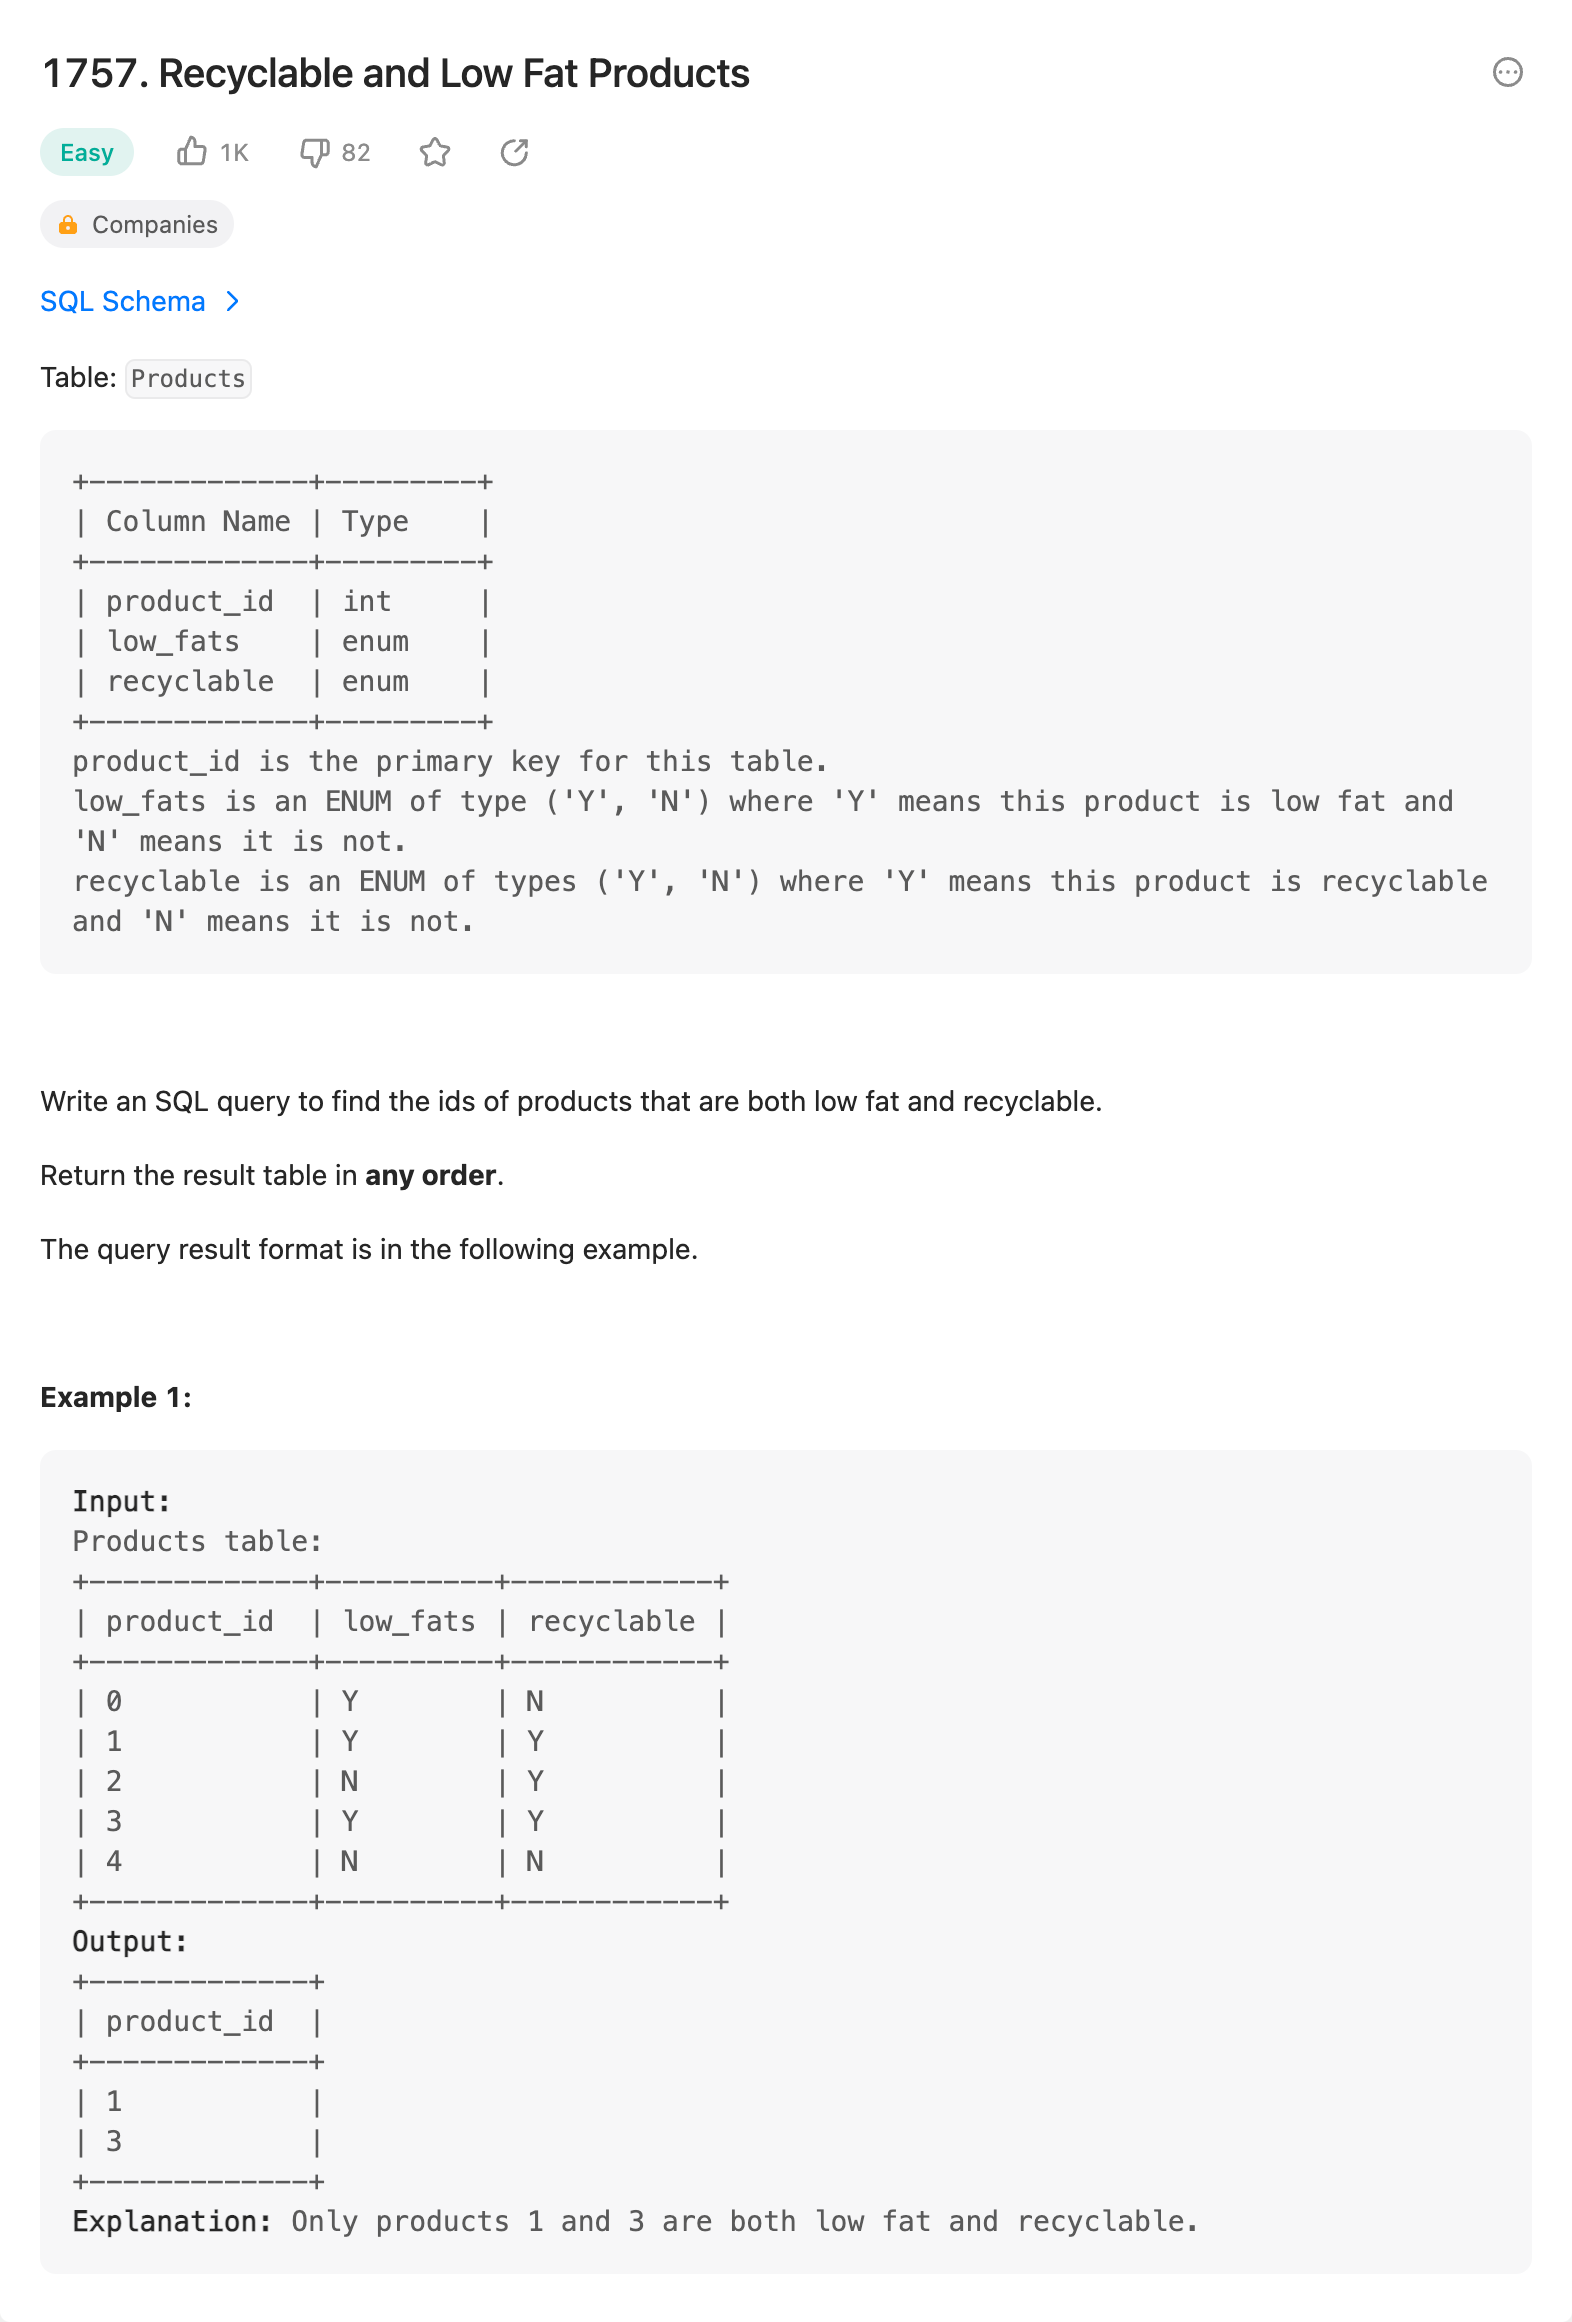 1757. Recyclable and Low Fat Products
Easy 1K 82
Companies
SQL Schema
Table: Products
+-------------+---------+
| Column Name | Type    |
+-------------+---------+
| product_id  | int     |
| low_fats    | enum    |
| recyclable  | enum    |
+-------------+---------+
product_id is the primary key for this table.
low_fats is an ENUM of type ('Y', 'N') where 'Y' means this product is low fat and
'N' means it is not.
recyclable is an ENUM of types ('Y', 'N') where 'Y' means this product is recyclable
and 'N' means it is not.
Write an SQL query to find the ids of products that are both low fat and recyclable.
Return the result table in any order.
The query result format is in the following example.
Example 1:
Input:
Products table:
+-------------+----------+------------+
| product_id  | low_fats | recyclable |
+-------------+----------+------------+
| 0           | Y        | N          |
| 1           | Y        | Y          |
| 2           | N        | Y          |
| 3           | Y        | Y          |
| 4           | N        | N          |
+-------------+----------+------------+
Output:
+-------------+
| product_id  |
+-------------+
| 1           |
| 3           |
+-------------+
Explanation: Only products 1 and 3 are both low fat and recyclable.